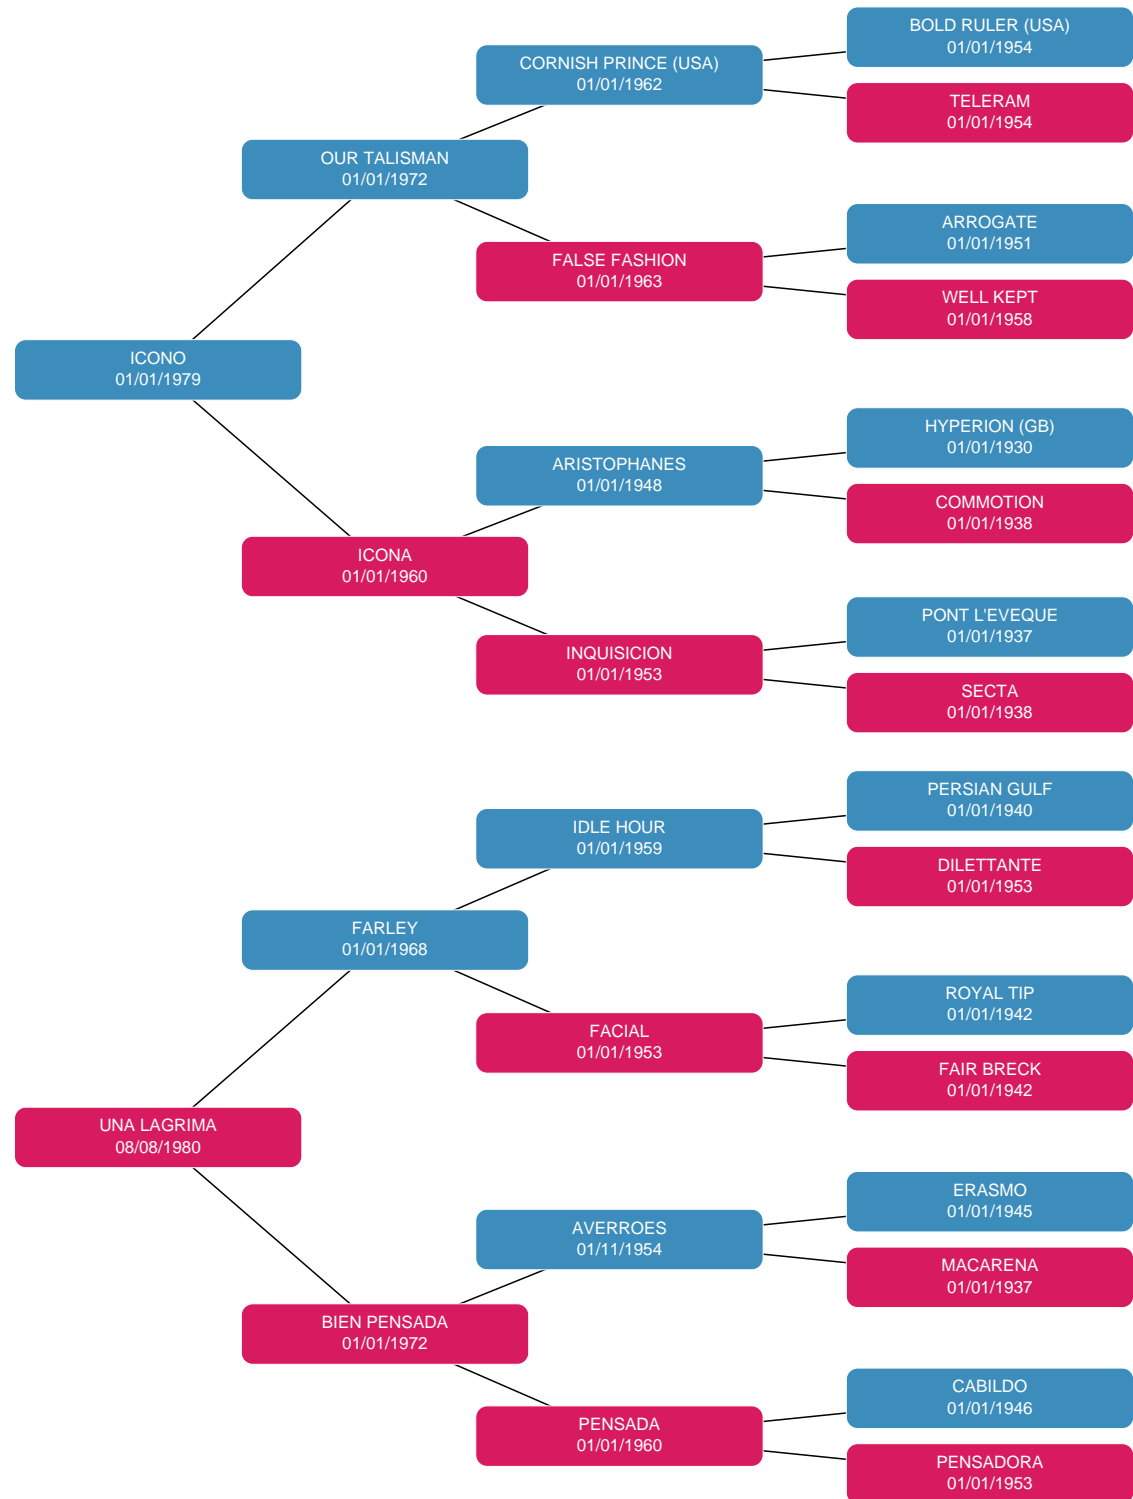 BOLD RULER (USA)
01/01/1954
CORNISH PRINCE (USA)
01/01/1962
TELERAM
01/01/1954
OUR TALISMAN
01/01/1972
ARROGATE
01/01/1951
FALSE FASHION
01/01/1963
WELL KEPT
01/01/1958
ICONO
01/01/1979
HYPERION (GB)
01/01/1930
ARISTOPHANES
01/01/1948
COMMOTION
01/01/1938
ICONA
01/01/1960
PONT L'EVEQUE
01/01/1937
INQUISICION
01/01/1953
SECTA
01/01/1938
PERSIAN GULF
01/01/1940
IDLE HOUR
01/01/1959
DILETTANTE
01/01/1953
FARLEY
01/01/1968
ROYAL TIP
01/01/1942
FACIAL
01/01/1953
FAIR BRECK
01/01/1942
UNA LAGRIMA
08/08/1980
ERASMO
01/01/1945
AVERROES
01/11/1954
MACARENA
01/01/1937
BIEN PENSADA
01/01/1972
CABILDO
01/01/1946
PENSADA
01/01/1960
PENSADORA
01/01/1953